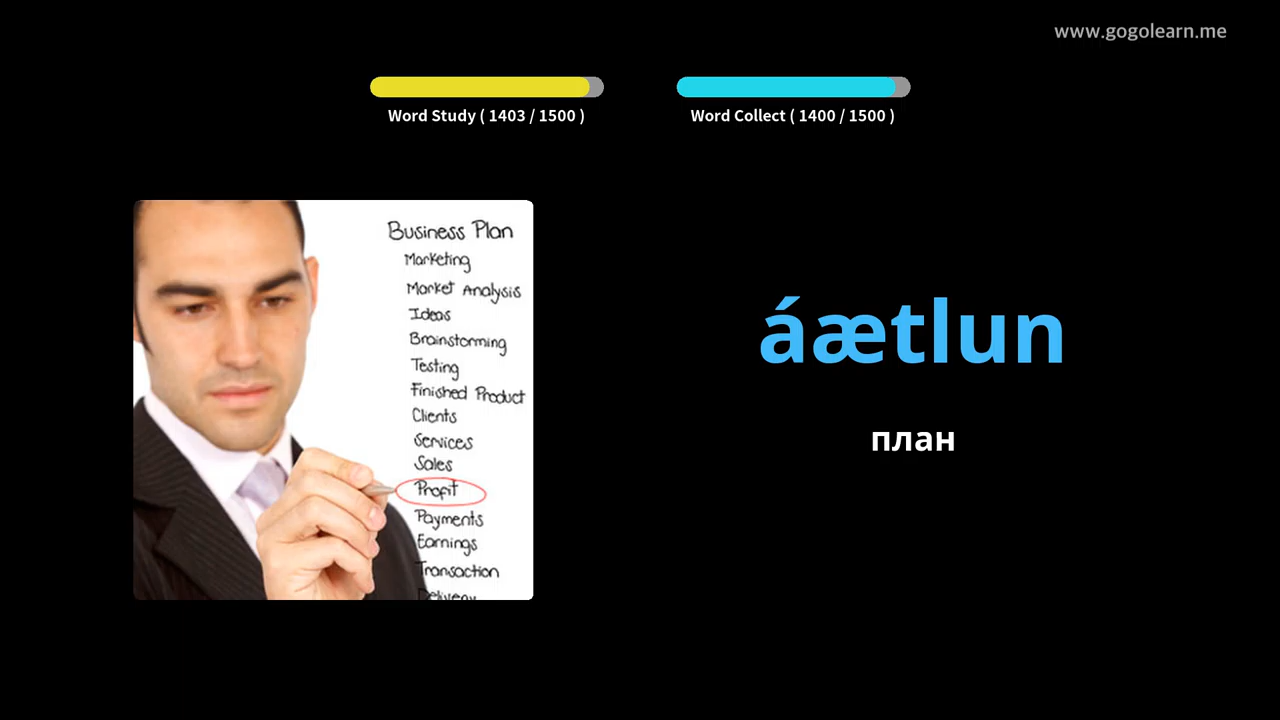 www.gogolearn.me
Word Study ( 1403 / 1500 )
Word Collect ( 1400 / 1500 )
Business Plan
Marketing
Market Analysis
Ideas
Brainstorming
Testing
Finished Product
Clients
Services
Sales
Profit
Payments
Earnings
Transaction
Delivery
áætlun
план